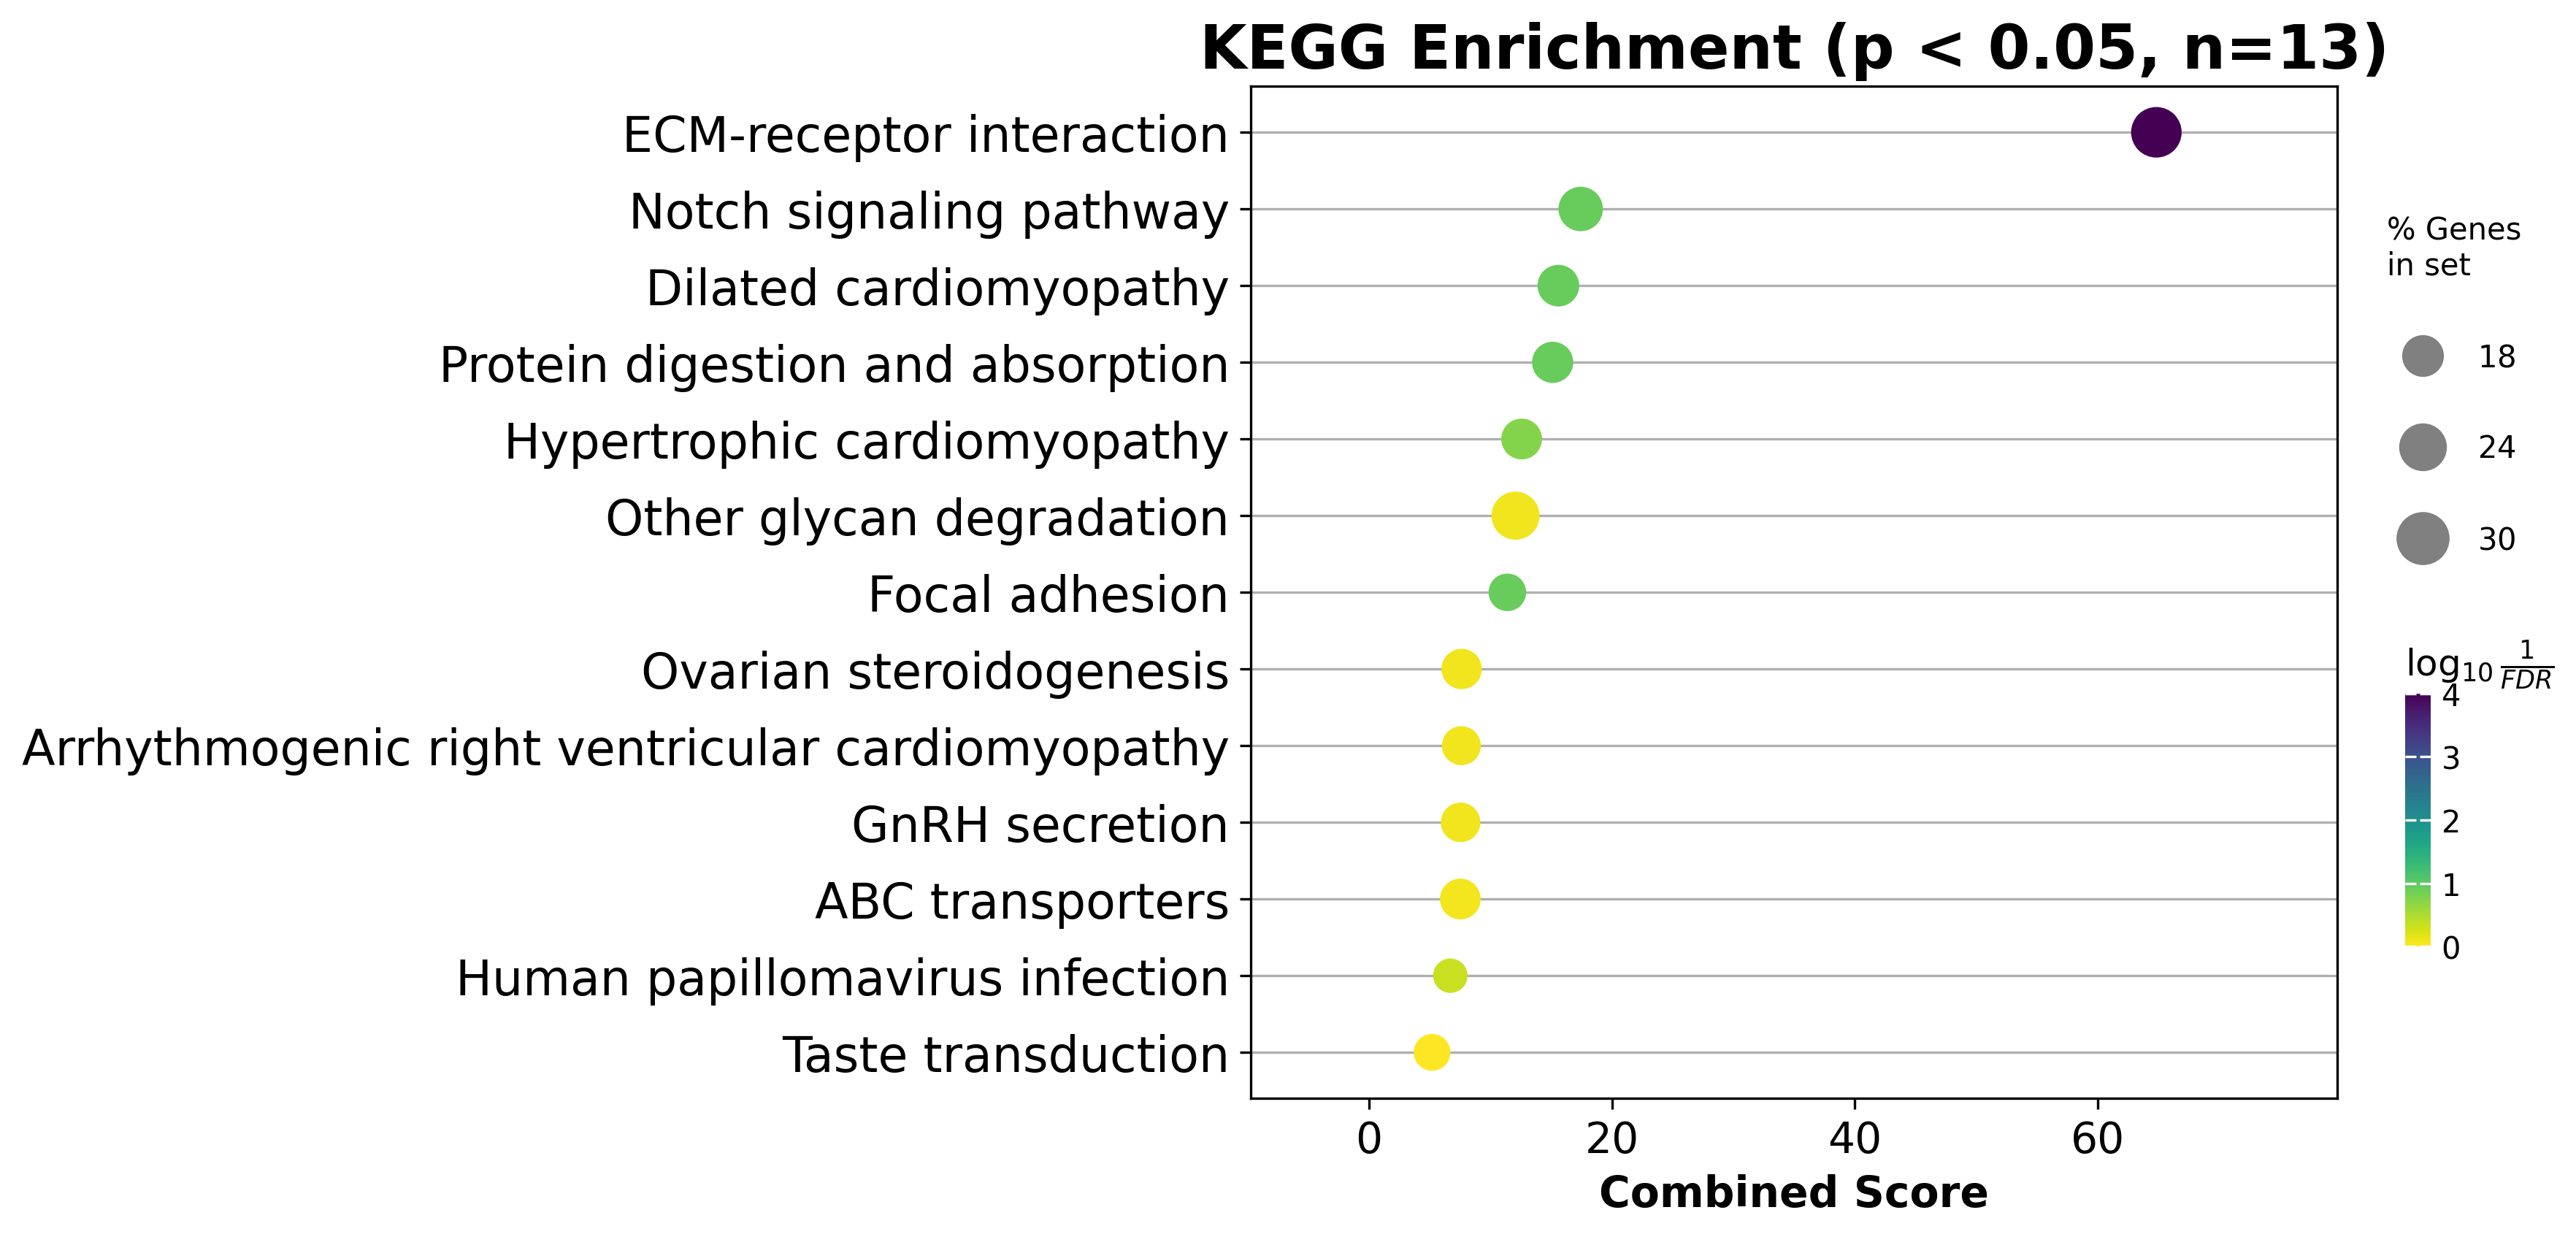 KEGG Enrichment (p < 0.05, n=13)
ECM-receptor interaction
Notch signaling pathway
Dilated cardiomyopathy
Protein digestion and absorption
Hypertrophic cardiomyopathy
Other glycan degradation
Focal adhesion
Ovarian steroidogenesis
Arrhythmogenic right ventricular cardiomyopathy
GnRH secretion
ABC transporters
Human papillomavirus infection
Taste transduction
0 20 40 60
Combined Score
% Genes
in set
18
24
30
log₁₀ 1/FDR
4
3
2
1
0